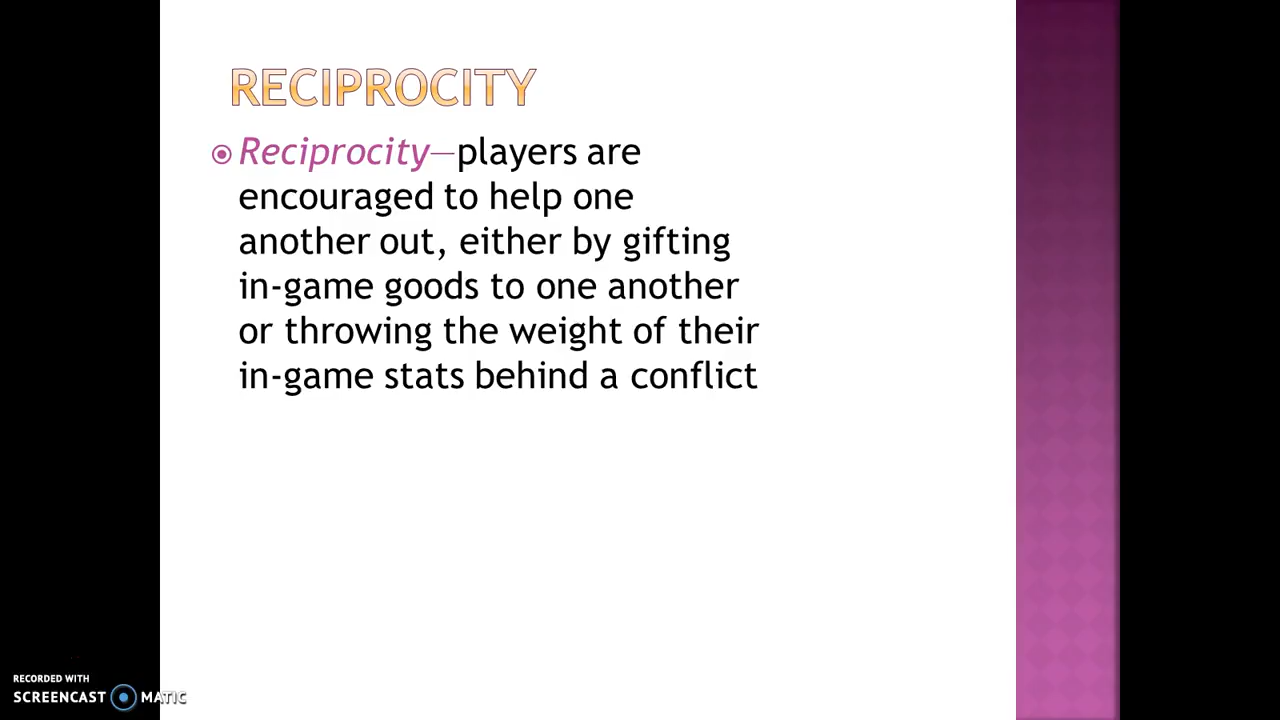 RECIPROCITY
Reciprocity—players are
encouraged to help one
another out, either by gifting
in-game goods to one another
or throwing the weight of their
in-game stats behind a conflict
RECORDED WITH
SCREENCAST MATIC